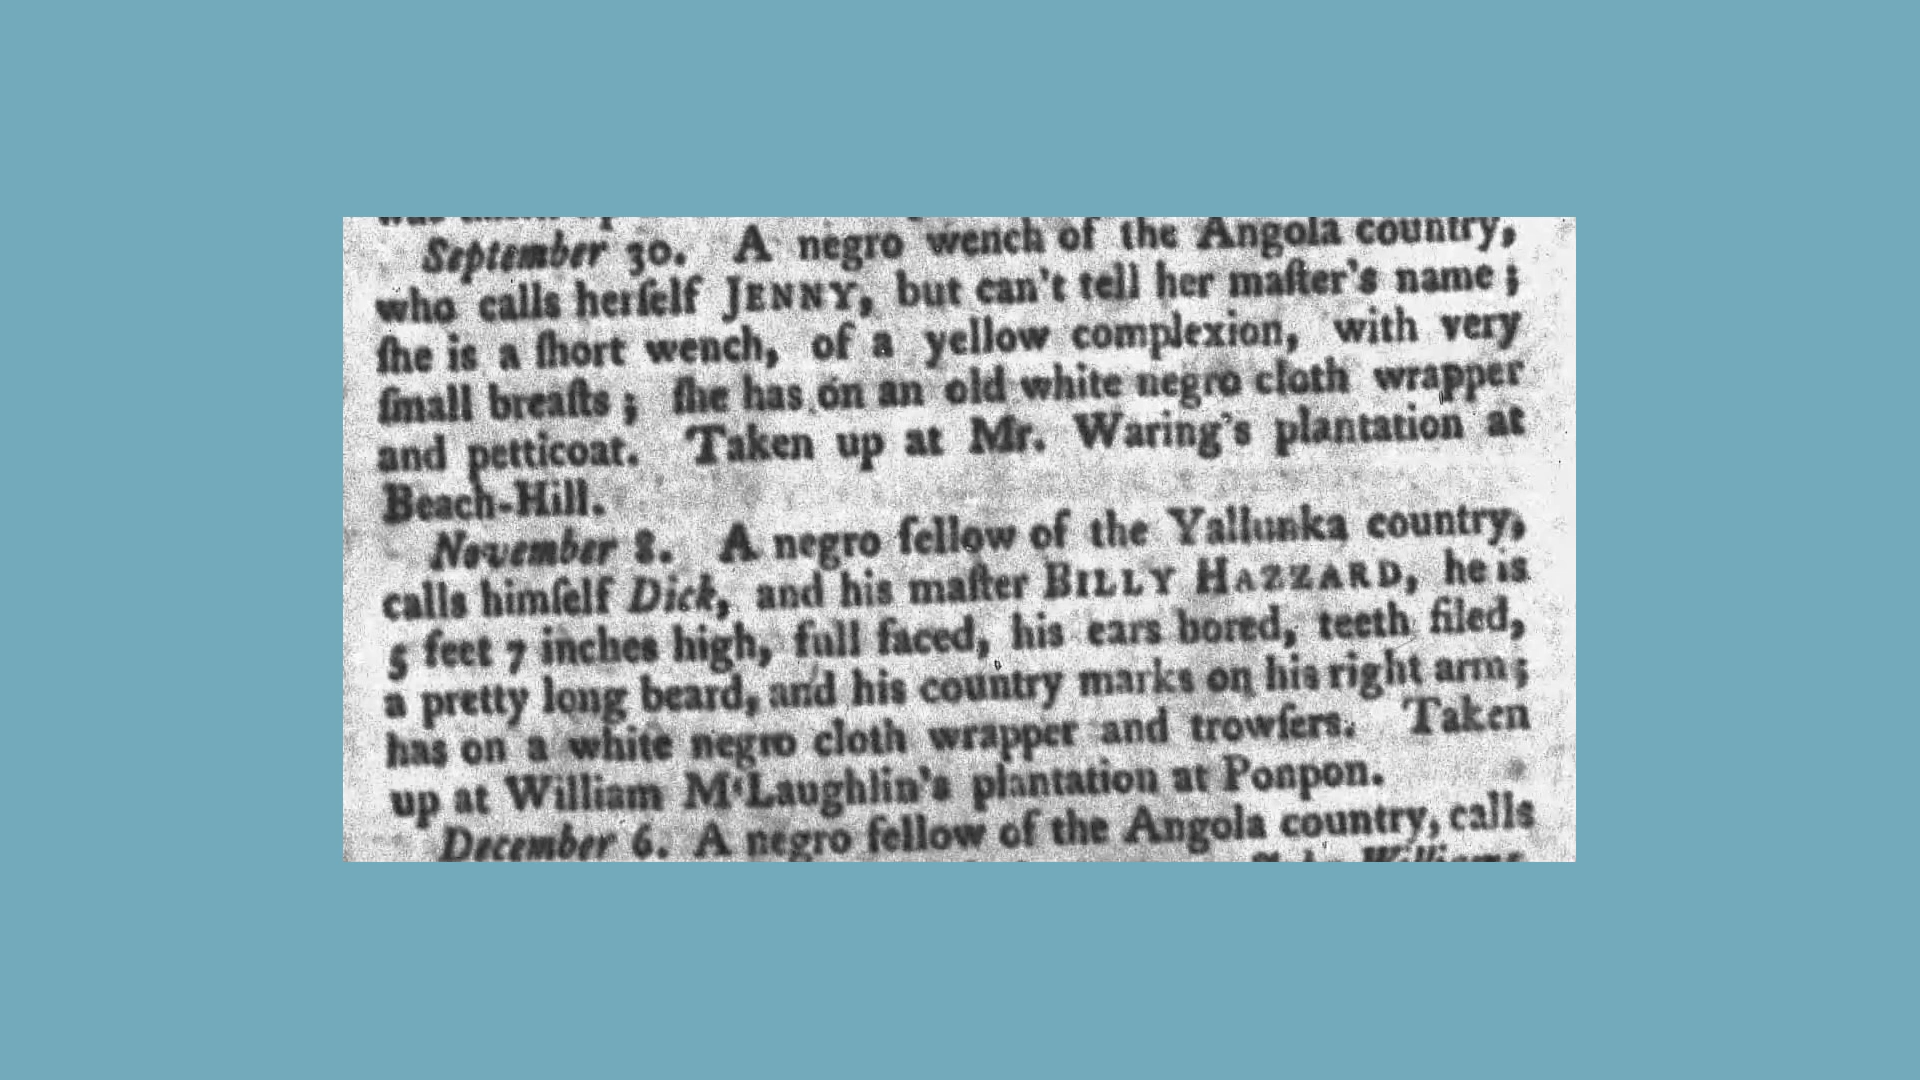 September 30. A negro wench of the Angola country,
who calls herſelf JENNY, but can't tell her maſter's name ;
ſhe is a ſhort wench, of a yellow complexion, with very
ſmall breaſts ; ſhe has on an old white negro cloth wrapper
and petticoat. Taken up at Mr. Waring's plantation at
Beach-Hill.
November 8. A negro fellow of the Yallunka country,
calls himſelf Dick, and his maſter BILLY HAZZARD, he is
5 feet 7 inches high, full faced, his ears bored, teeth filed,
a pretty long beard, and his country marks on his right arm ;
has on a white negro cloth wrapper and trowſers. Taken
up at William M‘Laughlin's plantation at Ponpon.
December 6. A negro fellow of the Angola country, calls